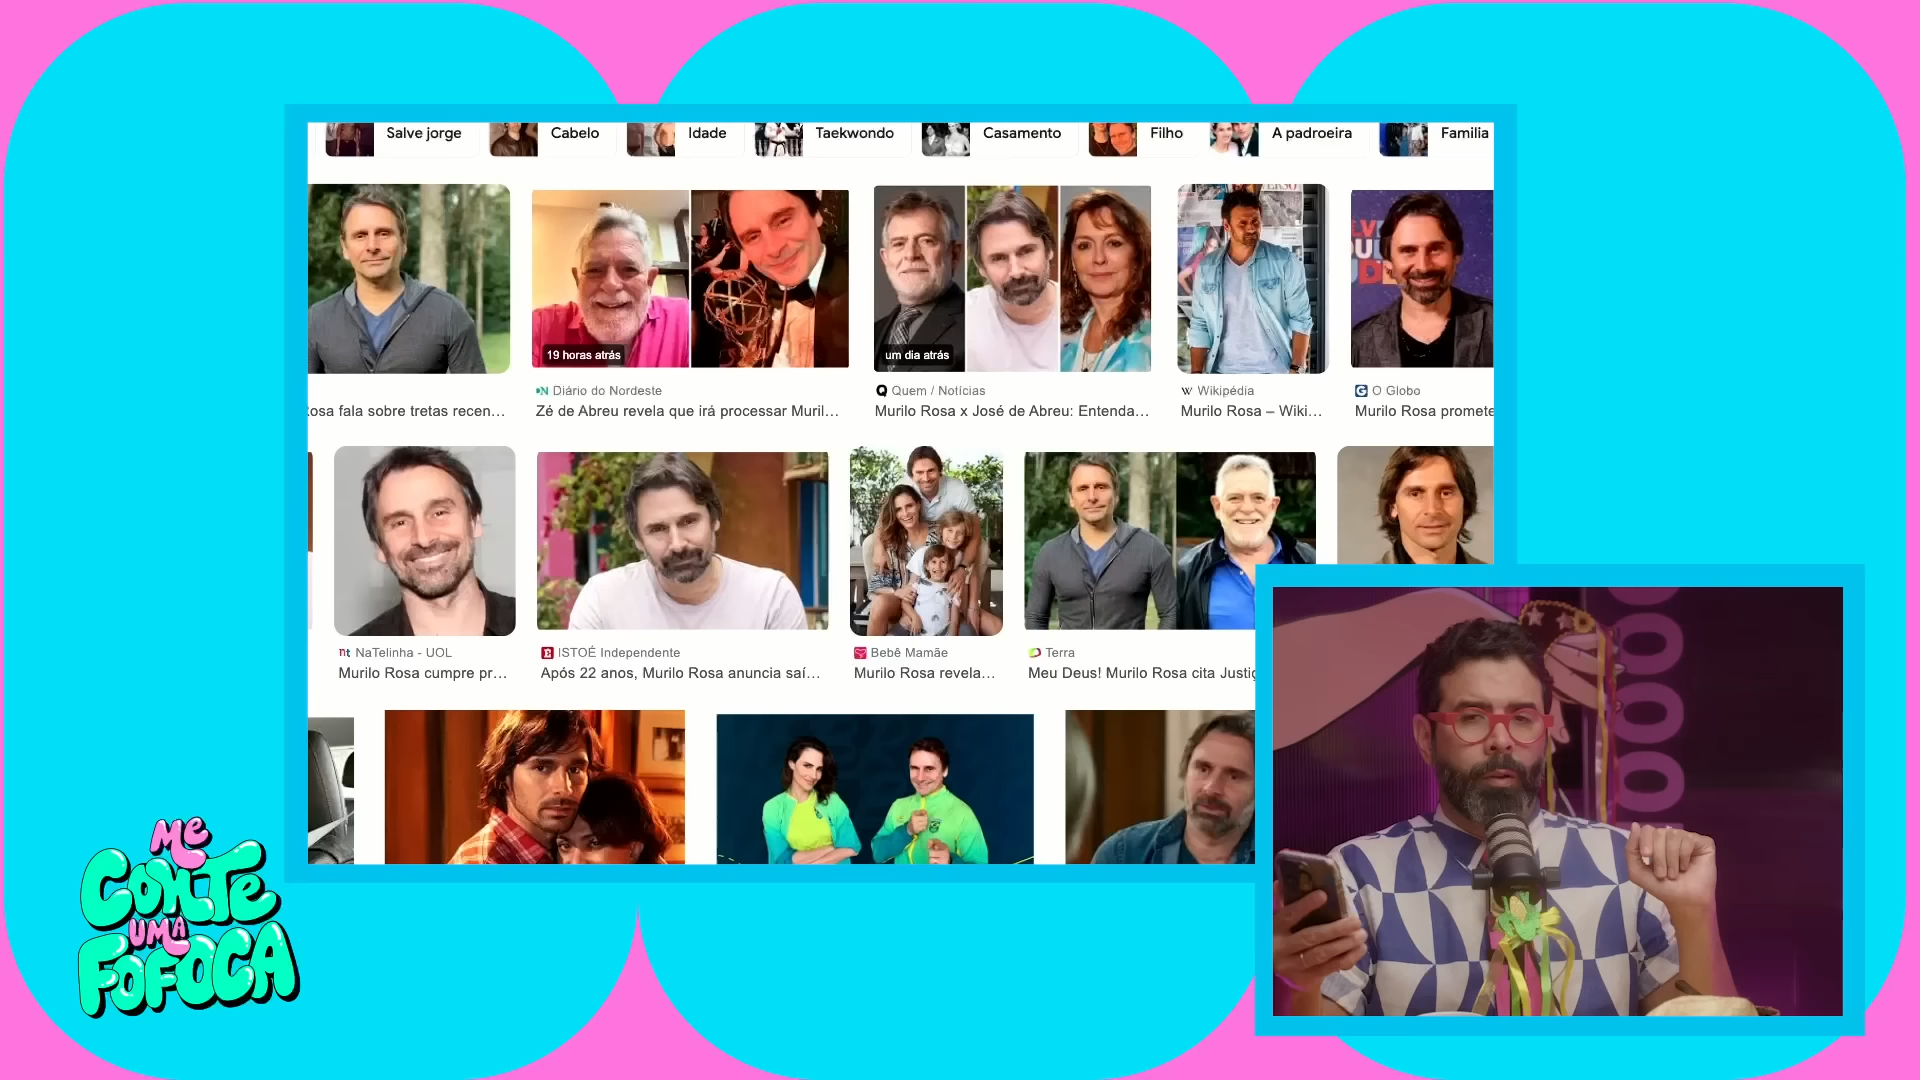 Salve jorge
Cabelo
Idade
Taekwondo
Casamento
Filho
A padroeira
Familia
19 horas atrás
um dia atrás
Diário do Nordeste
Quem / Notícias
Wikipédia
O Globo
osa fala sobre tretas recen...
Zé de Abreu revela que irá processar Muril...
Murilo Rosa x José de Abreu: Entenda...
Murilo Rosa – Wiki...
Murilo Rosa promete
NaTelinha - UOL
ISTOÉ Independente
Bebê Mamãe
Terra
Murilo Rosa cumpre pr...
Após 22 anos, Murilo Rosa anuncia saí...
Murilo Rosa revela...
Meu Deus! Murilo Rosa cita Justiç
ME
CONTE
UMA
FOFOCA